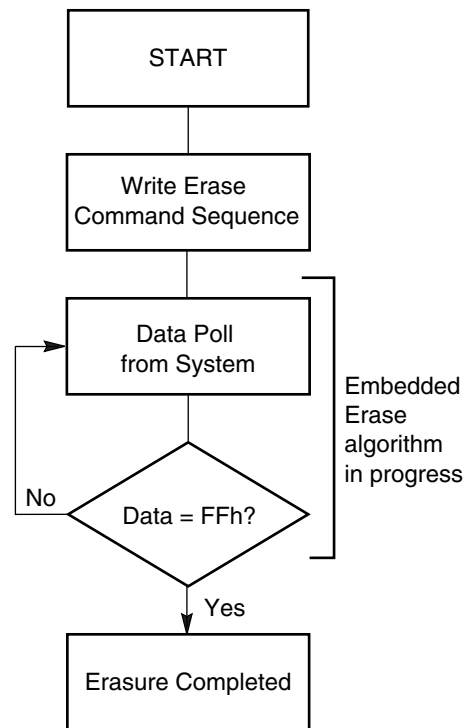 START
Write Erase
Command Sequence
Data Poll
from System
Embedded
Erase
algorithm
in progress
No
Data = FFh?
Yes
Erasure Completed